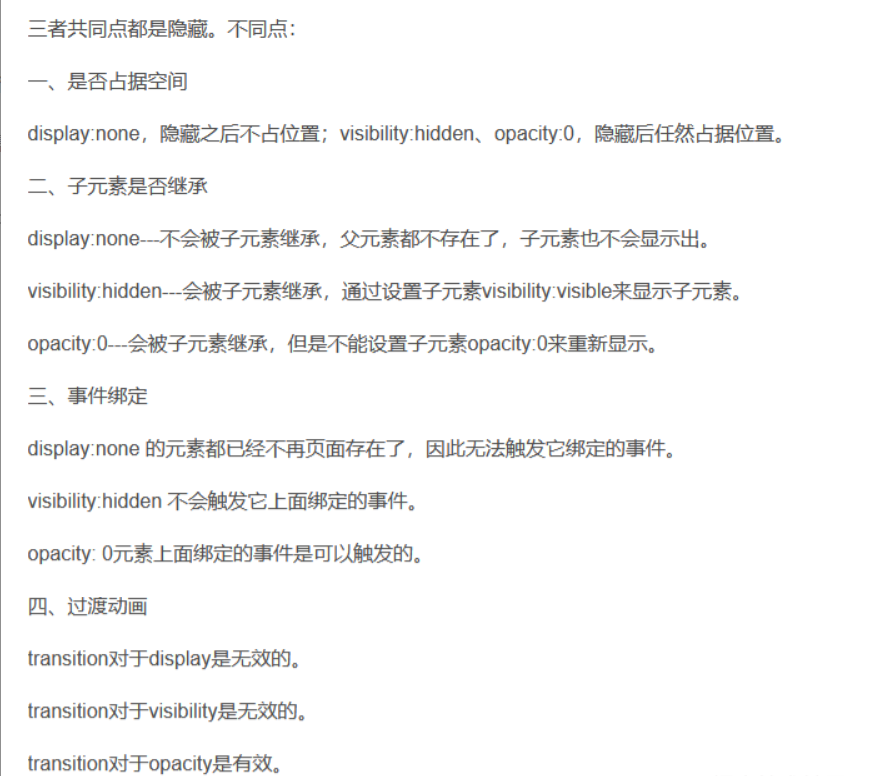 三者共同点都是隐藏。不同点：
一、是否占据空间
display:none，隐藏之后不占位置；visibility:hidden、opacity:0，隐藏后任然占据位置。
二、子元素是否继承
display:none---不会被子元素继承，父元素都不存在了，子元素也不会显示出。
visibility:hidden---会被子元素继承，通过设置子元素visibility:visible来显示子元素。
opacity:0---会被子元素继承，但是不能设置子元素opacity:0来重新显示。
三、事件绑定
display:none 的元素都已经不再页面存在了，因此无法触发它绑定的事件。
visibility:hidden 不会触发它上面绑定的事件。
opacity: 0元素上面绑定的事件是可以触发的。
四、过渡动画
transition对于display是无效的。
transition对于visibility是无效的。
transition对于opacity是有效。